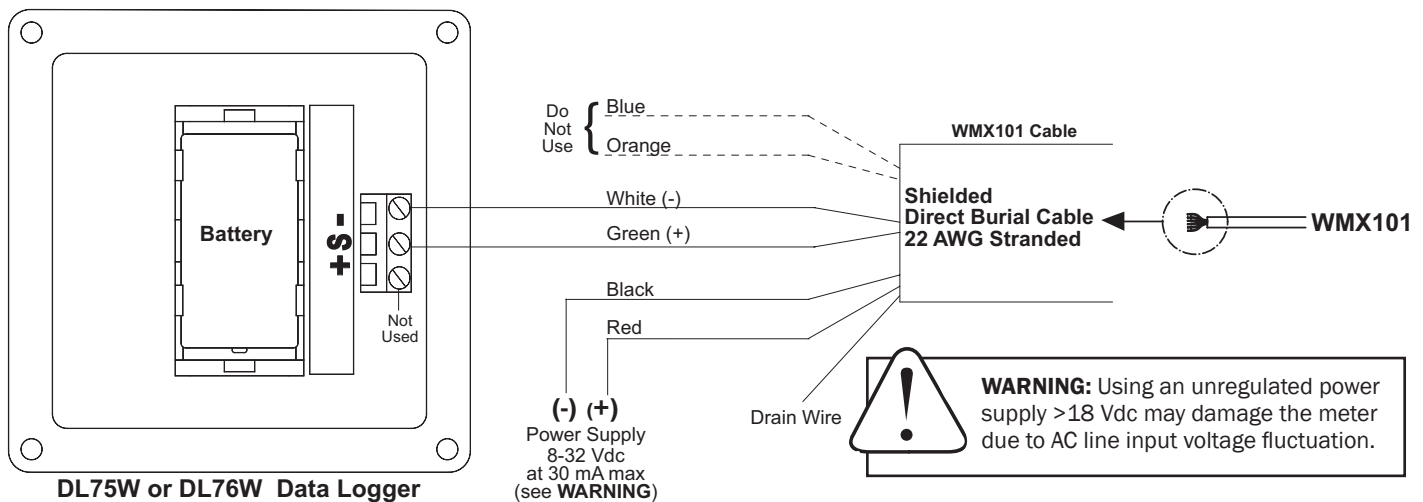 Battery
+S-
Not
Used
DL75W or DL76W Data Logger
Do
Not
Use
{
Blue
Orange
White (-)
Green (+)
Black
Red
(-) (+)
Power Supply
8-32 Vdc
at 30 mA max
(see WARNING)
Drain Wire
WMX101 Cable
Shielded
Direct Burial Cable
22 AWG Stranded
WMX101
!
WARNING: Using an unregulated power
supply >18 Vdc may damage the meter
due to AC line input voltage fluctuation.